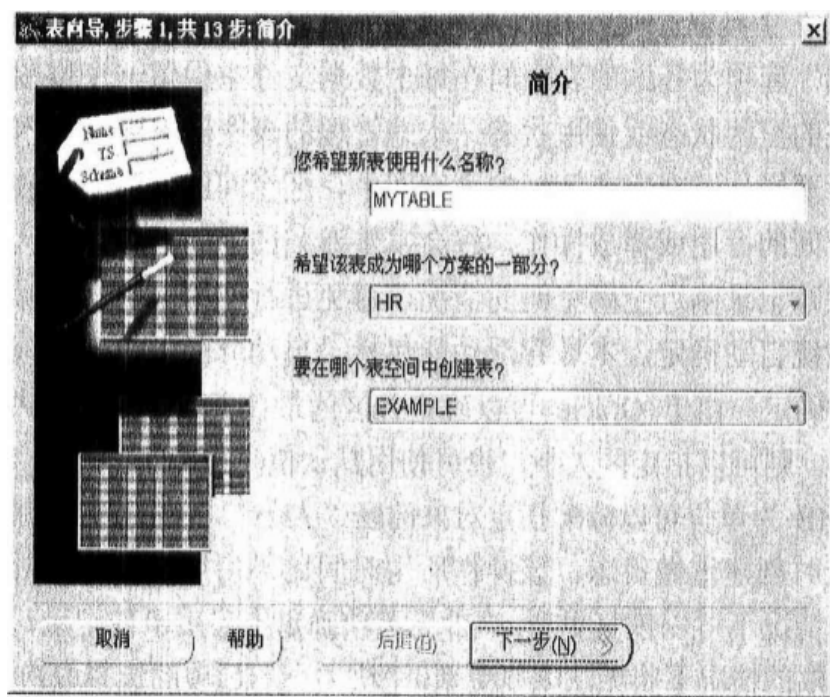 表向导, 步骤 1, 共 13 步: 简介
简介
Name
TS
Schema
您希望新表使用什么名称?
MYTABLE
希望该表成为哪个方案的一部分?
HR
要在哪个表空间中创建表?
EXAMPLE
取消
帮助
后退(B)
下一步(N)